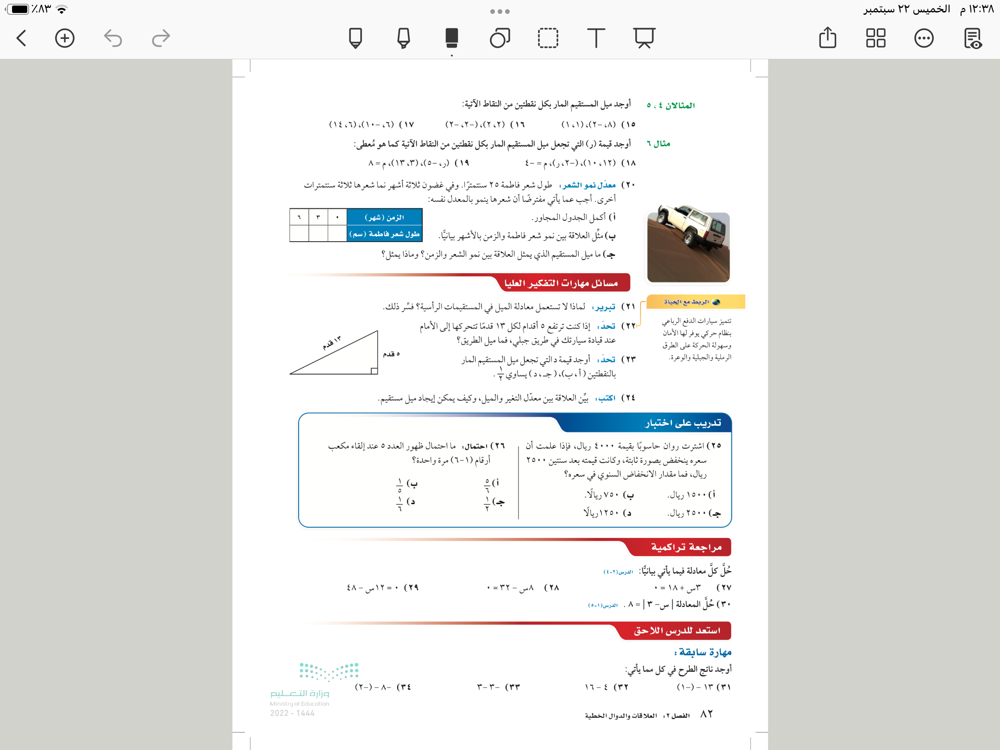 ١٢:٣٨ م الخميس ٢٢ سبتمبر
٪٨٣
المثالان ٤ ، ٥
أوجد ميل المستقيم المار بكل نقطتين من النقاط الآتية:
١٥) (٨، -٢)، (١، ١)
١٦) (٢، ٢)، (-٢، -٢)
١٧) (٦، -١٠)، (٦، ١٤)
مثال ٦
أوجد قيمة (ر) التي تجعل ميل المستقيم المار بكل نقطتين من النقاط الآتية كما هو مُعطى:
١٨) (١٢، ١٠)، (-٢، ر)، م = -٤
١٩) (ر، -٥)، (٣، ١٣)، م = ٨
٢٠) معدّل نمو الشعر: طول شعر فاطمة ٢٥ سنتمترًا. وفي غضون ثلاثة أشهر نما شعرها ثلاثة سنتمترات
أخرى. أجب عما يأتي مفترضًا أن شعرها ينمو بالمعدل نفسه:
أ) أكمل الجدول المجاور.
الزمن (شهر) ٠ ٣ ٦
طول شعر فاطمة (سم)
ب) مثِّل العلاقة بين نمو شعر فاطمة والزمن بالأشهر بيانيًّا.
جـ) ما ميل المستقيم الذي يمثل العلاقة بين نمو الشعر والزمن؟ وماذا يمثل؟
مسائل مهارات التفكير العليا
الربط مع الحياة
تتميز سيارات الدفع الرباعي
بنظام حركي يوفر لها الأمان
وسهولة الحركة على الطرق
الرملية والجبلية والوعرة.
٢١) تبرير: لماذا لا تستعمل معادلة الميل في المستقيمات الرأسية؟ فسِّر ذلك.
٢٢) تحدّ: إذا كنت ترتفع ٥ أقدام لكل ١٣ قدمًا تتحركها إلى الأمام
عند قيادة سيارتك في طريق جبلي، فما ميل الطريق؟
١٣ قدم
٥ قدم
٢٣) تحدّ: أوجد قيمة د التي تجعل ميل المستقيم المار
بالنقطتين (أ، ب)، (جـ، د) يساوي ١/٢ .
٢٤) اكتب: بيِّن العلاقة بين معدّل التغير والميل، وكيف يمكن إيجاد ميل مستقيم.
تدريب على اختبار
٢٥) اشترت روان حاسوبًا بقيمة ٤٠٠٠ ريال، فإذا علمت أن
سعره ينخفض بصورة ثابتة، وكانت قيمته بعد سنتين ٢٥٠٠
ريال، فما مقدار الانخفاض السنوي في سعره؟
أ) ١٥٠٠ ريال.
ب) ٧٥٠ ريالًا.
جـ) ٢٥٠٠ ريال.
د) ١٢٥٠ ريالًا
٢٦) احتمال: ما احتمال ظهور العدد ٥ عند إلقاء مكعب
أرقام (١-٦) مرة واحدة؟
أ) ٥/٦
ب) ١/٥
جـ) ١/٢
د) ١/٦
مراجعة تراكمية
حُلَّ كلَّ معادلة فيما يأتي بيانيًّا: الدرس(٢-٤)
٢٧) ٣س + ١٨ = ٠
٢٨) ٨س - ٣٢ = ٠
٢٩) ٠ = ١٢س - ٤٨
٣٠) حُلَّ المعادلة | س- ٣ | = ٨ . الدرس(١-٥)
استعد للدرس اللاحق
مهارة سابقة :
أوجد ناتج الطرح في كل مما يأتي:
٣١) ١٣ - (-١)
٣٢) ٤ - ١٦
٣٣) -٣ -٣
٣٤) -٨ - (-٢)
وزارة التعليم
Ministry of Education
2022 - 1444
٨٢ الفصل ٢: العلاقات والدوال الخطية